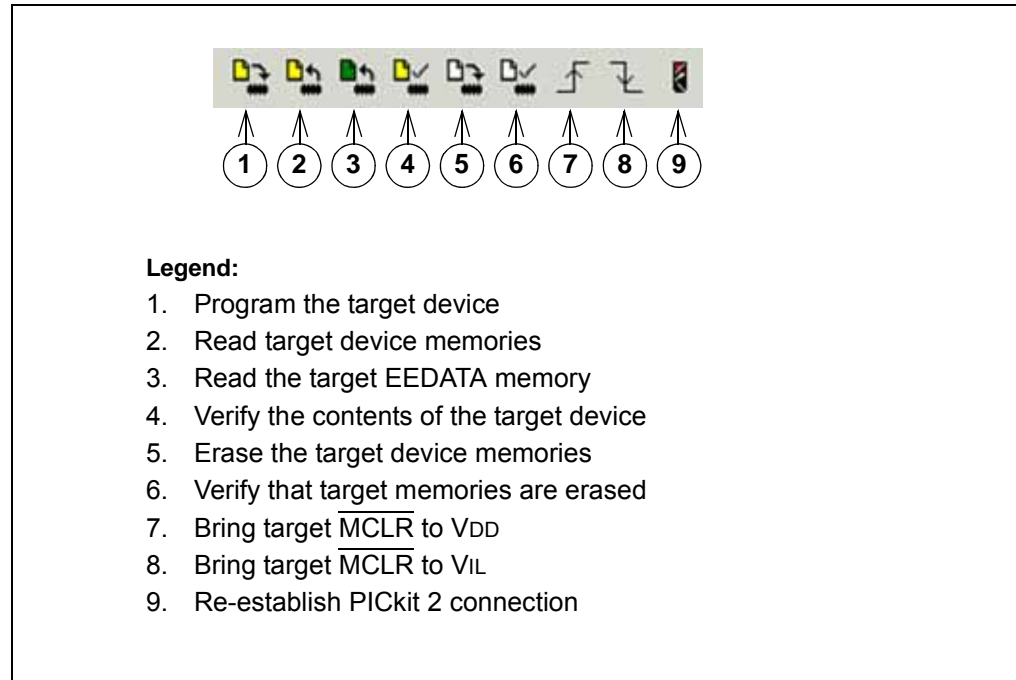 1 2 3 4 5 6 7 8 9
Legend:
1. Program the target device
2. Read target device memories
3. Read the target EEDATA memory
4. Verify the contents of the target device
5. Erase the target device memories
6. Verify that target memories are erased
7. Bring target M̅C̅L̅R̅ to VDD
8. Bring target M̅C̅L̅R̅ to VIL
9. Re-establish PICkit 2 connection